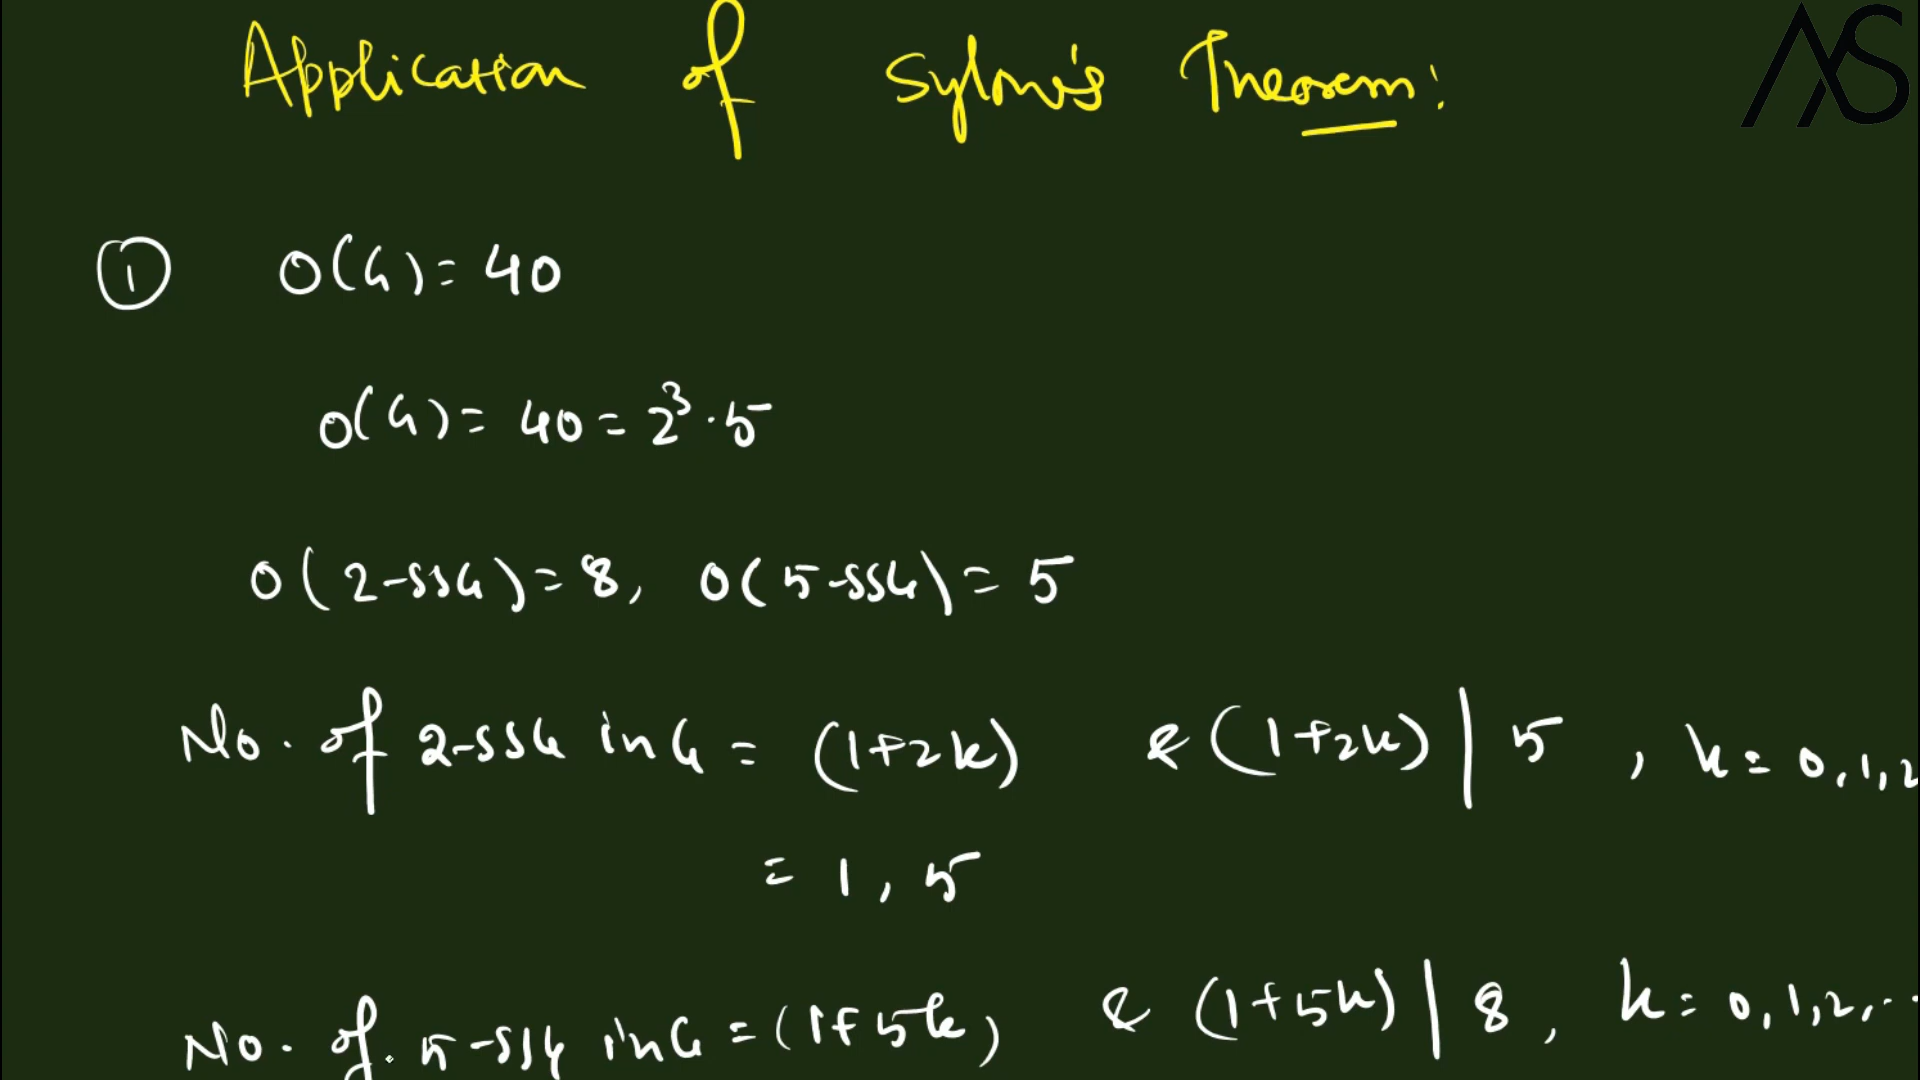 Application of Sylow's Theorem:
AS
① O(G) = 40
O(G) = 40 = 2³·5
O(2-SSG) = 8, O(5-SSG) = 5
No. of 2-SSG in G = (1+2k) & (1+2k) | 5 , k = 0,1,2
= 1, 5
No. of 5-SSG in G = (1+5k) & (1+5k) | 8, k = 0,1,2,..